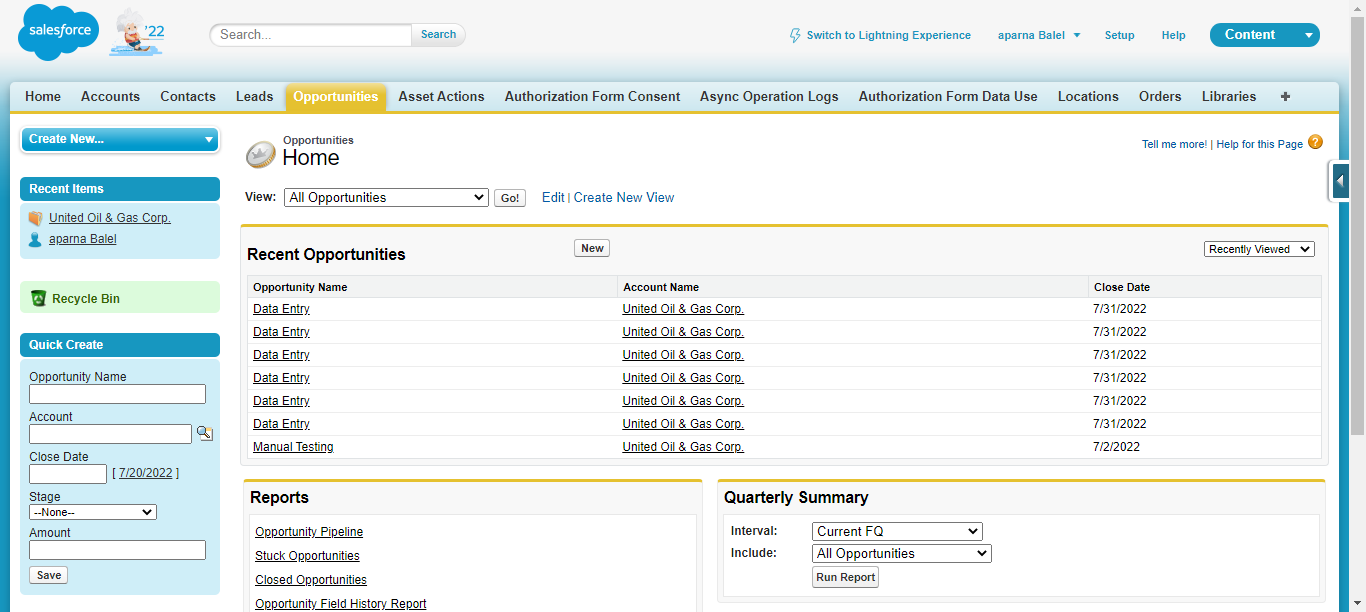 salesforce '22 Search... Search Switch to Lightning Experience aparna Balel Setup Help Content
Home Accounts Contacts Leads Opportunities Asset Actions Authorization Form Consent Async Operation Logs Authorization Form Data Use Locations Orders Libraries +
Create New...
Recent Items
United Oil & Gas Corp.
aparna Balel
Recycle Bin
Quick Create
Opportunity Name
Account
Close Date
[ 7/20/2022 ]
Stage
--None--
Amount
Save
Opportunities
Home
Tell me more! | Help for this Page ?
View: All Opportunities Go! Edit | Create New View
Recent Opportunities New Recently Viewed
Opportunity Name Account Name Close Date
Data Entry United Oil & Gas Corp. 7/31/2022
Data Entry United Oil & Gas Corp. 7/31/2022
Data Entry United Oil & Gas Corp. 7/31/2022
Data Entry United Oil & Gas Corp. 7/31/2022
Data Entry United Oil & Gas Corp. 7/31/2022
Data Entry United Oil & Gas Corp. 7/31/2022
Manual Testing United Oil & Gas Corp. 7/2/2022
Reports
Opportunity Pipeline
Stuck Opportunities
Closed Opportunities
Opportunity Field History Report
Quarterly Summary
Interval: Current FQ
Include: All Opportunities
Run Report